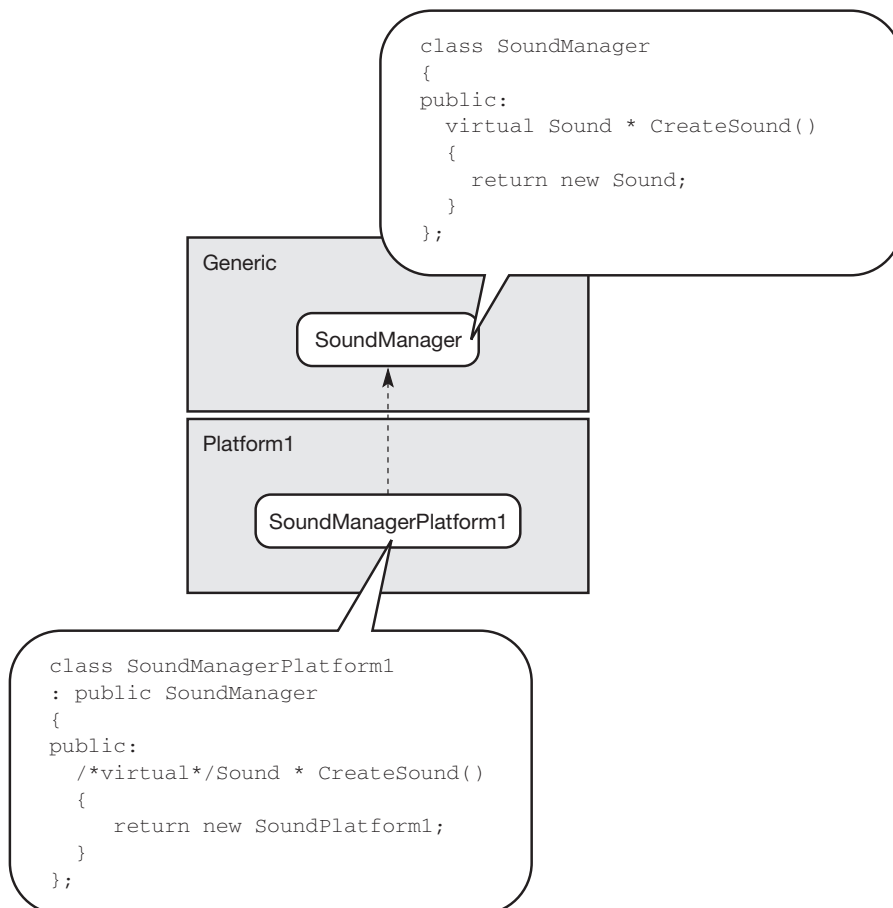 class SoundManager
{
public:
  virtual Sound * CreateSound()
  {
    return new Sound;
  }
};
Generic
SoundManager
Platform1
SoundManagerPlatform1
class SoundManagerPlatform1
: public SoundManager
{
public:
  /*virtual*/Sound * CreateSound()
  {
     return new SoundPlatform1;
  }
};